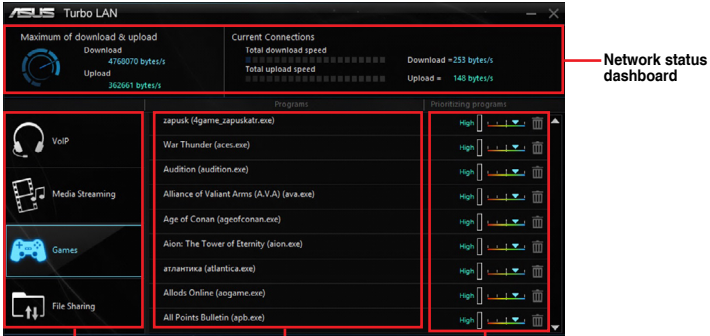 ASUS Turbo LAN
Maximum of download & upload
Download
4768070 bytes/s
Upload
362661 bytes/s
Current Connections
Total download speed
Download =253 bytes/s
Total upload speed
Upload = 148 bytes/s
Network status
dashboard
Programs
Prioritizing programs
VoIP
Media Streaming
Games
File Sharing
zapusk (4game_zapuskatr.exe)
High
War Thunder (aces.exe)
High
Audition (audition.exe)
High
Alliance of Valiant Arms (A.V.A) (ava.exe)
High
Age of Conan (ageofconan.exe)
High
Aion: The Tower of Eternity (aion.exe)
High
атлантика (atlantica.exe)
High
Allods Online (aogame.exe)
High
All Points Bulletin (apb.exe)
High